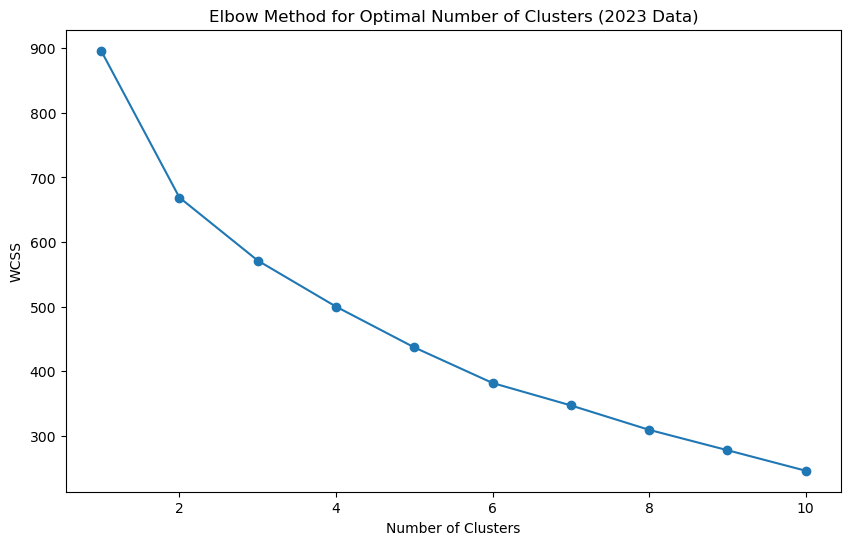 Elbow Method for Optimal Number of Clusters (2023 Data)
900
800
700
600
500
400
300
WCSS
2 4 6 8 10
Number of Clusters